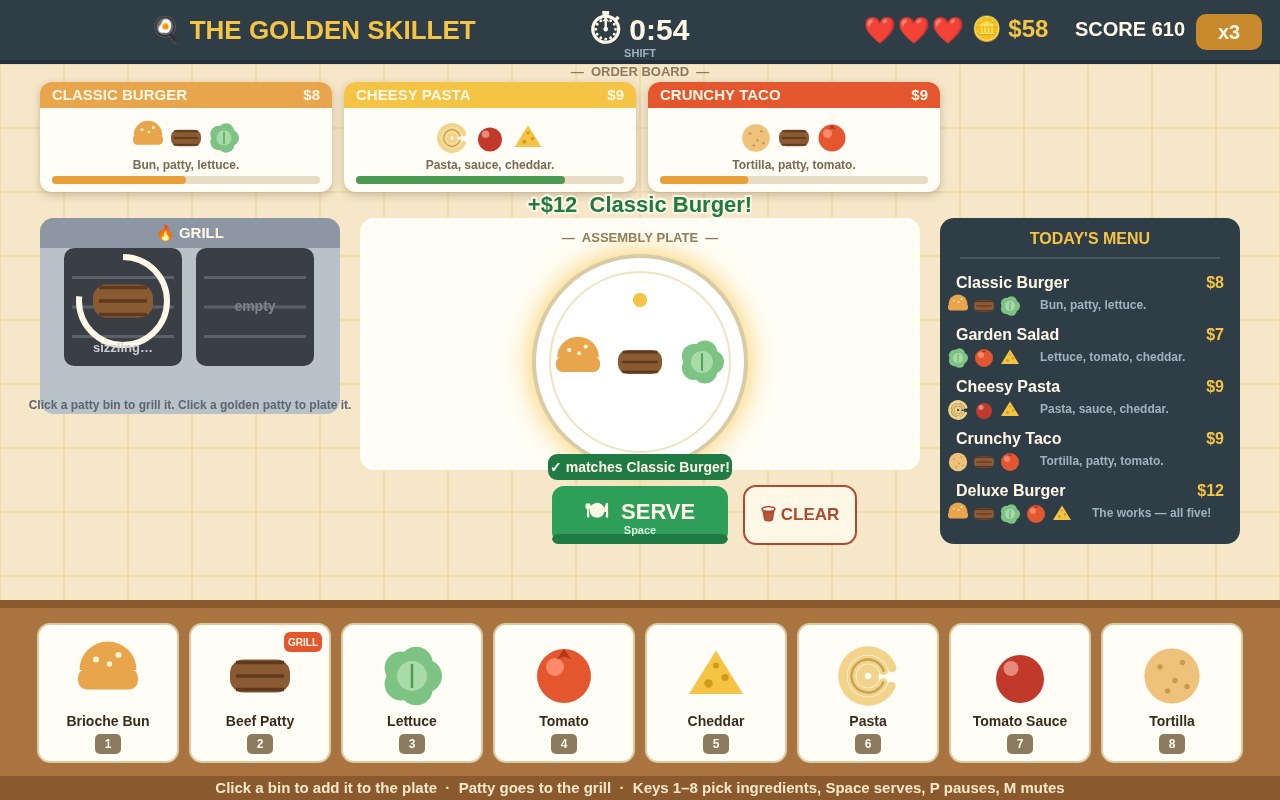 THE GOLDEN SKILLET
0:54
SHIFT
$58
SCORE 610
x3
— ORDER BOARD —
CLASSIC BURGER $8
Bun, patty, lettuce.
CHEESY PASTA $9
Pasta, sauce, cheddar.
CRUNCHY TACO $9
Tortilla, patty, tomato.
+$12 Classic Burger!
GRILL
sizzling…
empty
Click a patty bin to grill it. Click a golden patty to plate it.
— ASSEMBLY PLATE —
✓ matches Classic Burger!
SERVE
Space
CLEAR
TODAY'S MENU
Classic Burger $8
Bun, patty, lettuce.
Garden Salad $7
Lettuce, tomato, cheddar.
Cheesy Pasta $9
Pasta, sauce, cheddar.
Crunchy Taco $9
Tortilla, patty, tomato.
Deluxe Burger $12
The works — all five!
Brioche Bun
1
GRILL
Beef Patty
2
Lettuce
3
Tomato
4
Cheddar
5
Pasta
6
Tomato Sauce
7
Tortilla
8
Click a bin to add it to the plate · Patty goes to the grill · Keys 1–8 pick ingredients, Space serves, P pauses, M mutes